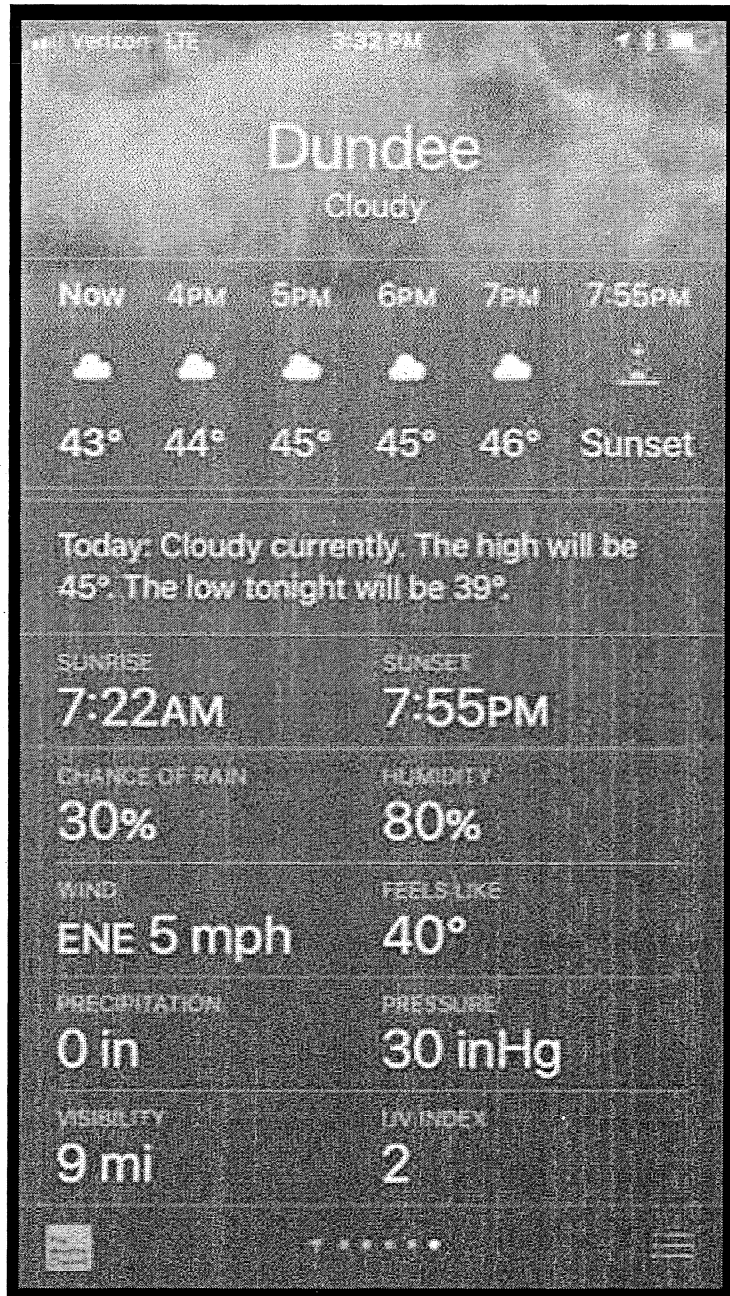 Verizon LTE 3:32 PM
Dundee
Cloudy
Now 4PM 5PM 6PM 7PM 7:55PM
43° 44° 45° 45° 46° Sunset
Today: Cloudy currently. The high will be
45°. The low tonight will be 39°.
SUNRISE SUNSET
7:22AM 7:55PM
CHANCE OF RAIN HUMIDITY
30% 80%
WIND FEELS LIKE
ENE 5 mph 40°
PRECIPITATION PRESSURE
0 in 30 inHg
VISIBILITY UV INDEX
9 mi 2